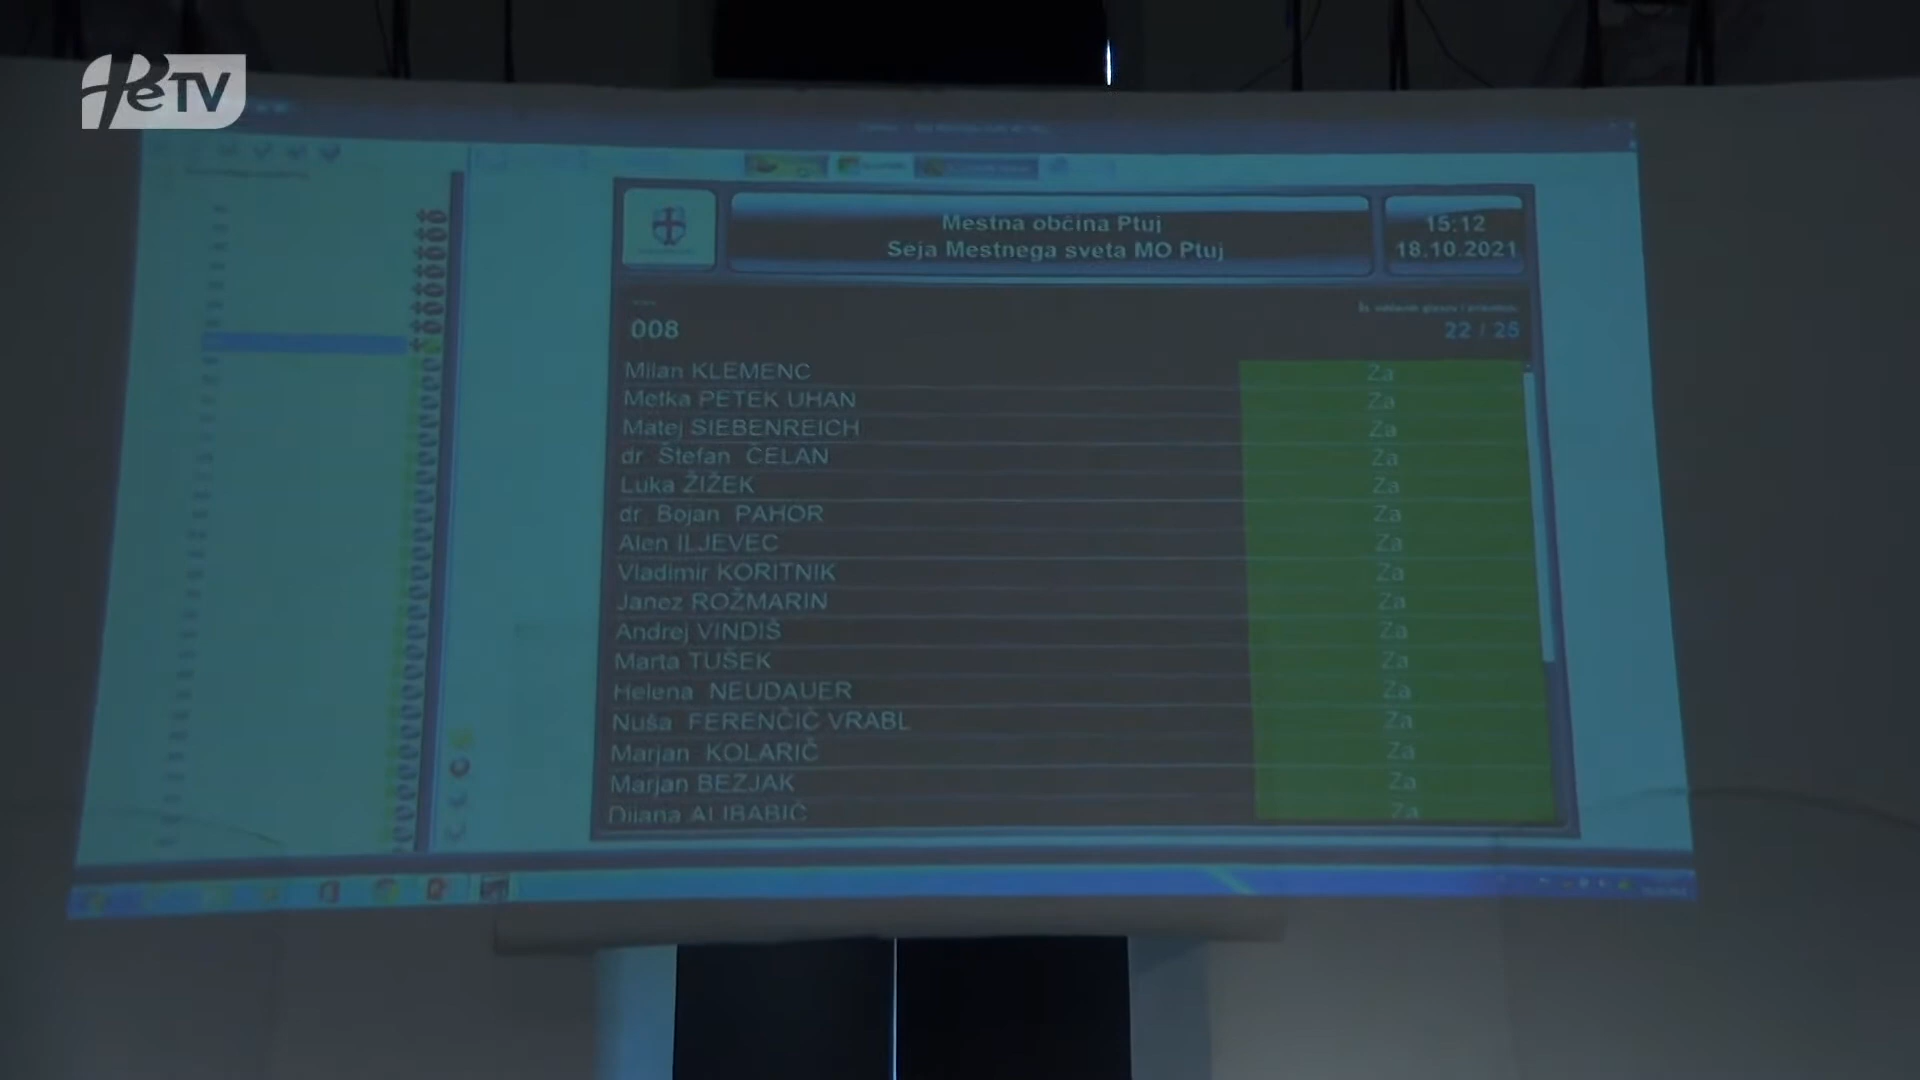 PeTV
Mestna občina Ptuj
Seja Mestnega sveta MO Ptuj
15:12
18.10.2021
008
22 / 25
Milan KLEMENC Za
Metka PETEK UHAN Za
Matej SIEBENREICH Za
dr. Štefan ČELAN Za
Luka ŽIŽEK Za
dr. Bojan PAHOR Za
Alen ILJEVEC Za
Vladimir KORITNIK Za
Janez ROŽMARIN Za
Andrej VINDIŠ Za
Marta TUŠEK Za
Helena NEUDAUER Za
Nuša FERENČIČ VRABL Za
Marjan KOLARIČ Za
Marjan BEZJAK Za
Dijana ALIBABIČ Za